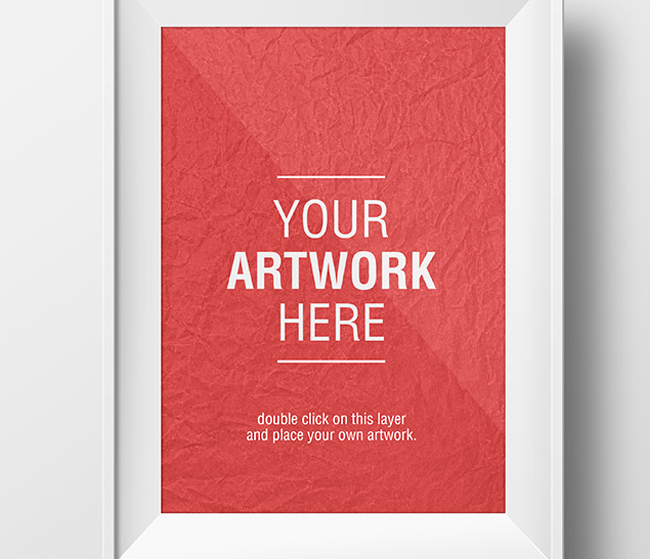 YOUR
ARTWORK
HERE
double click on this layer
and place your own artwork.